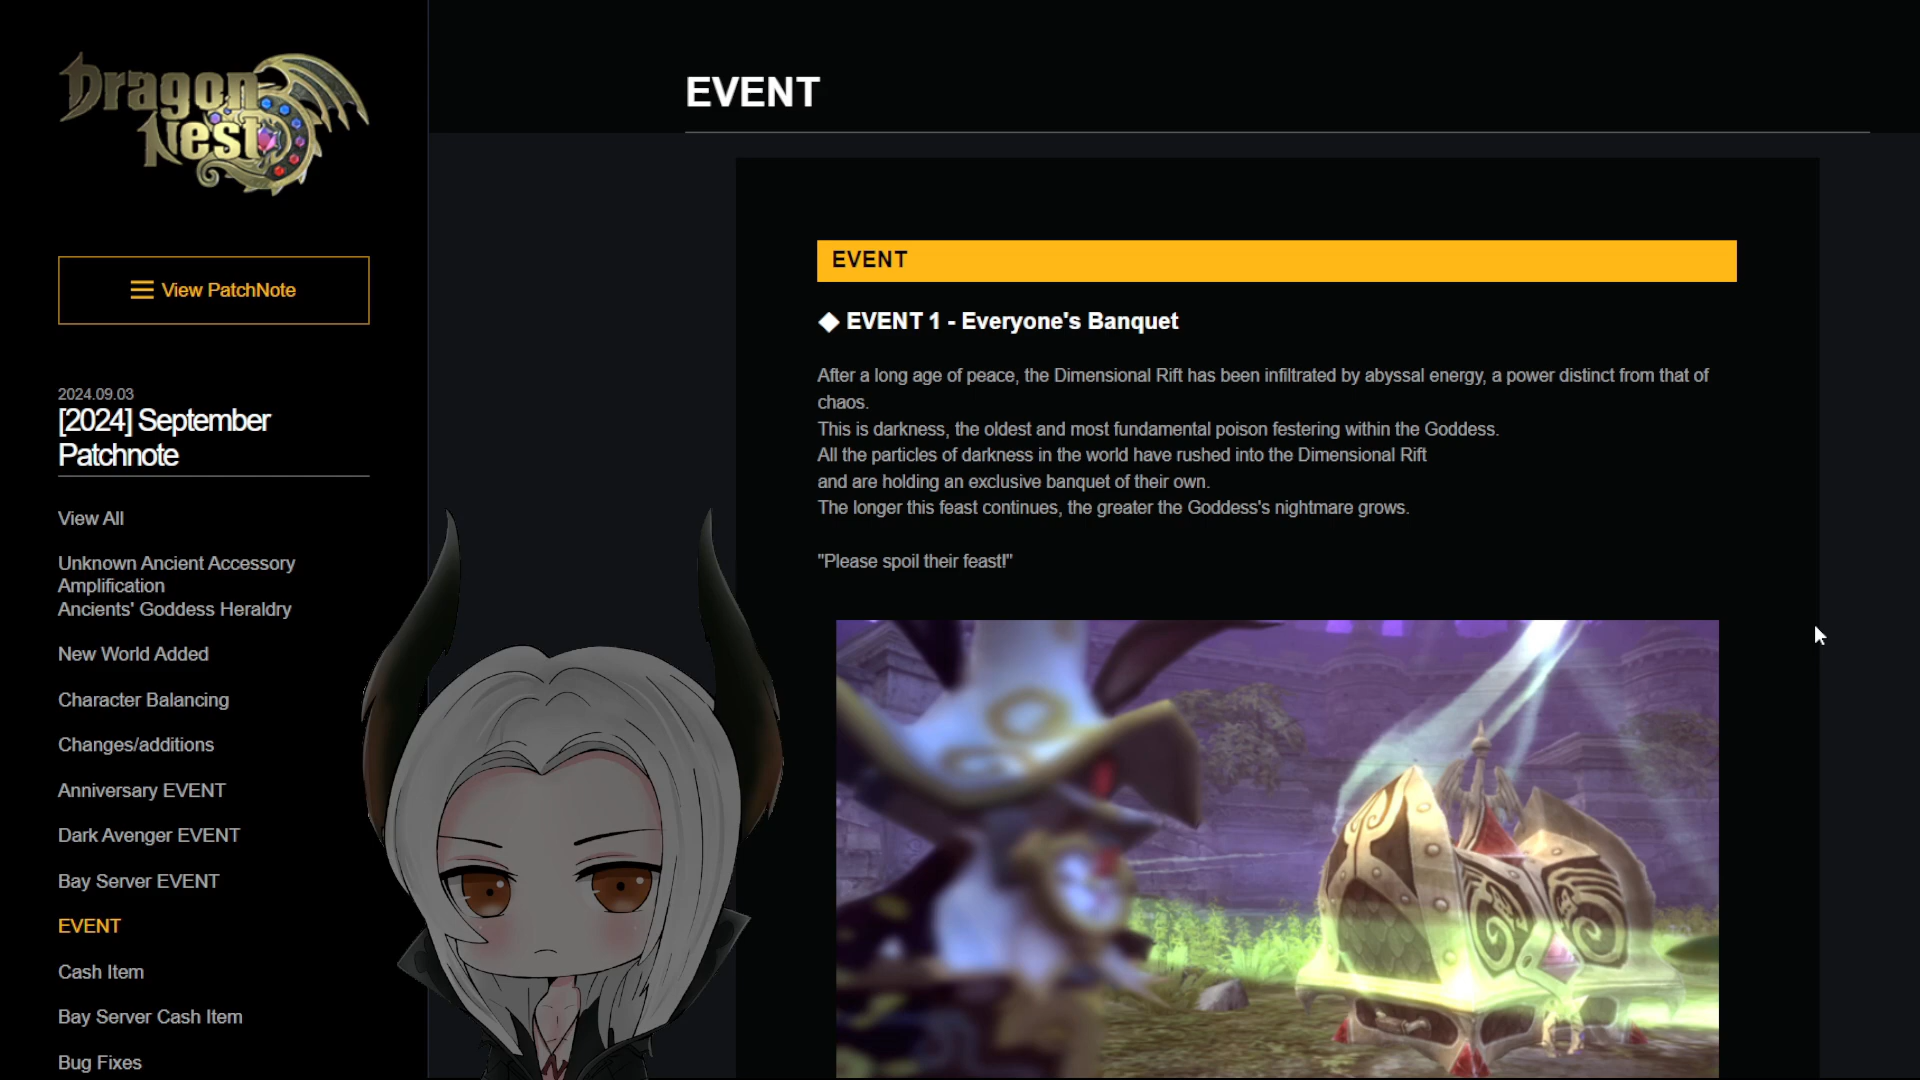 Dragon
Nest
View PatchNote
2024.09.03
[2024] September
Patchnote
View All
Unknown Ancient Accessory
Amplification
Ancients' Goddess Heraldry
New World Added
Character Balancing
Changes/additions
Anniversary EVENT
Dark Avenger EVENT
Bay Server EVENT
EVENT
Cash Item
Bay Server Cash Item
Bug Fixes
EVENT
EVENT
◆ EVENT 1 - Everyone's Banquet
After a long age of peace, the Dimensional Rift has been infiltrated by abyssal energy, a power distinct from that of
chaos.
This is darkness, the oldest and most fundamental poison festering within the Goddess.
All the particles of darkness in the world have rushed into the Dimensional Rift
and are holding an exclusive banquet of their own.
The longer this feast continues, the greater the Goddess's nightmare grows.
"Please spoil their feast!"